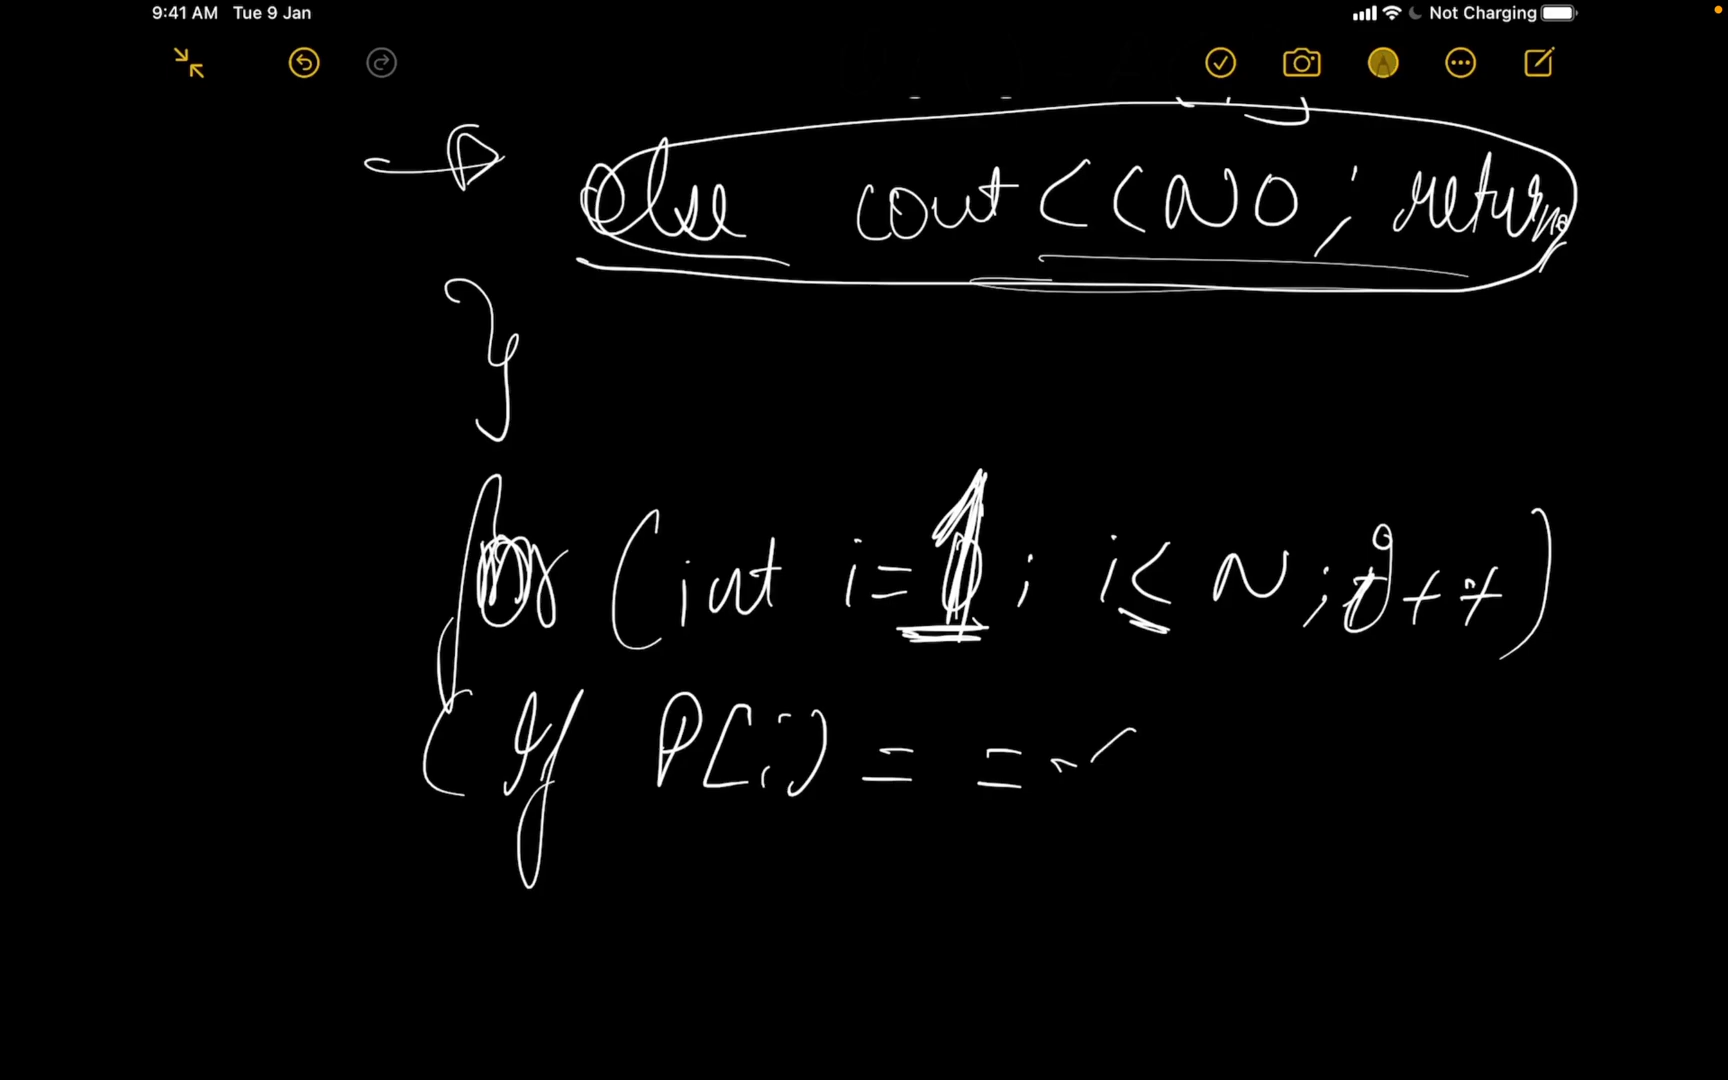 9:41 AM Tue 9 Jan Not Charging
else cout<<NO; return
}
for (int i=1; i≤N; i++)
( If P[i] = =